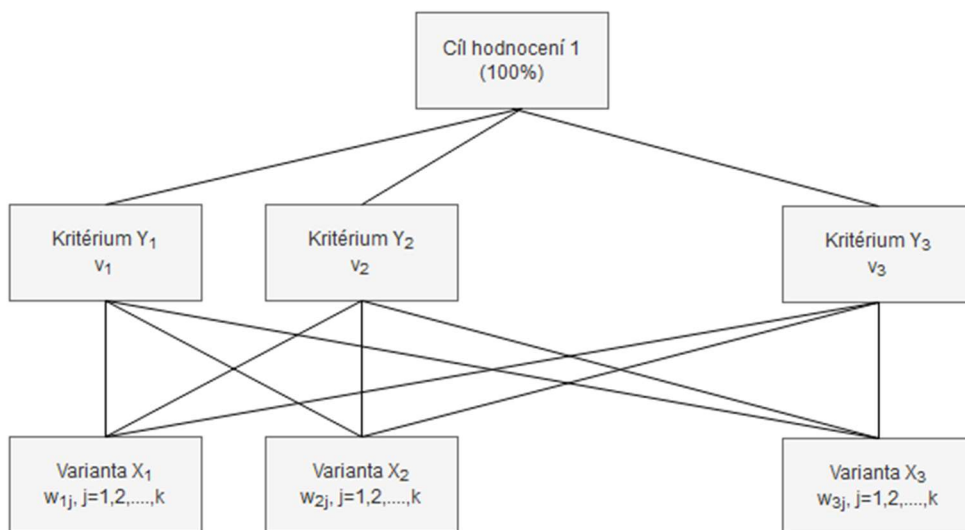 Cíl hodnocení 1
(100%)
Kritérium Y₁
v₁
Kritérium Y₂
v₂
Kritérium Y₃
v₃
Varianta X₁
w₁ⱼ, j=1,2,....,k
Varianta X₂
w₂ⱼ, j=1,2,....,k
Varianta X₃
w₃ⱼ, j=1,2,....,k